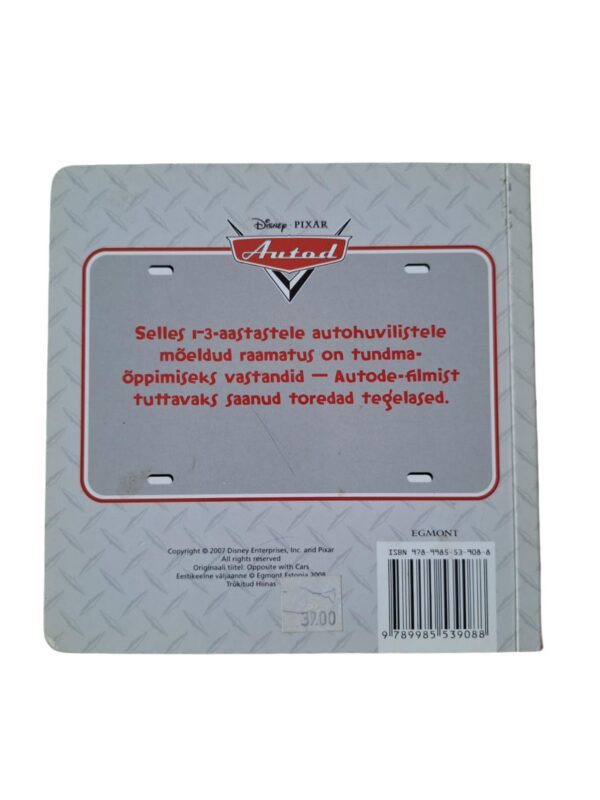 Disney · PIXAR
Autod
Selles 1-3-aastastele autohuvilistele
mõeldud raamatus on tundma-
õppimiseks vastandid — Autode-filmist
tuttavaks saanud toredad tegelased.
EGMONT
ISBN 978-9985-53-908-8
Copyright © 2007 Disney Enterprises, Inc. and Pixar
All rights reserved
Originaali tiitel: Opposite with Cars
Eestikeelne väljaanne © Egmont Estonia 2008
Trükitud Hiinas
39.00
9 789985 539088